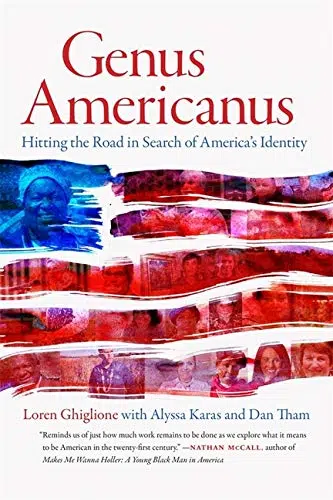 Genus
Americanus
Hitting the Road in Search of America's Identity
Loren Ghiglione with Alyssa Karas and Dan Tham
"Reminds us of just how much work remains to be done as we explore what it means
to be American in the twenty-first century." —NATHAN MCCALL, author of
Makes Me Wanna Holler: A Young Black Man in America